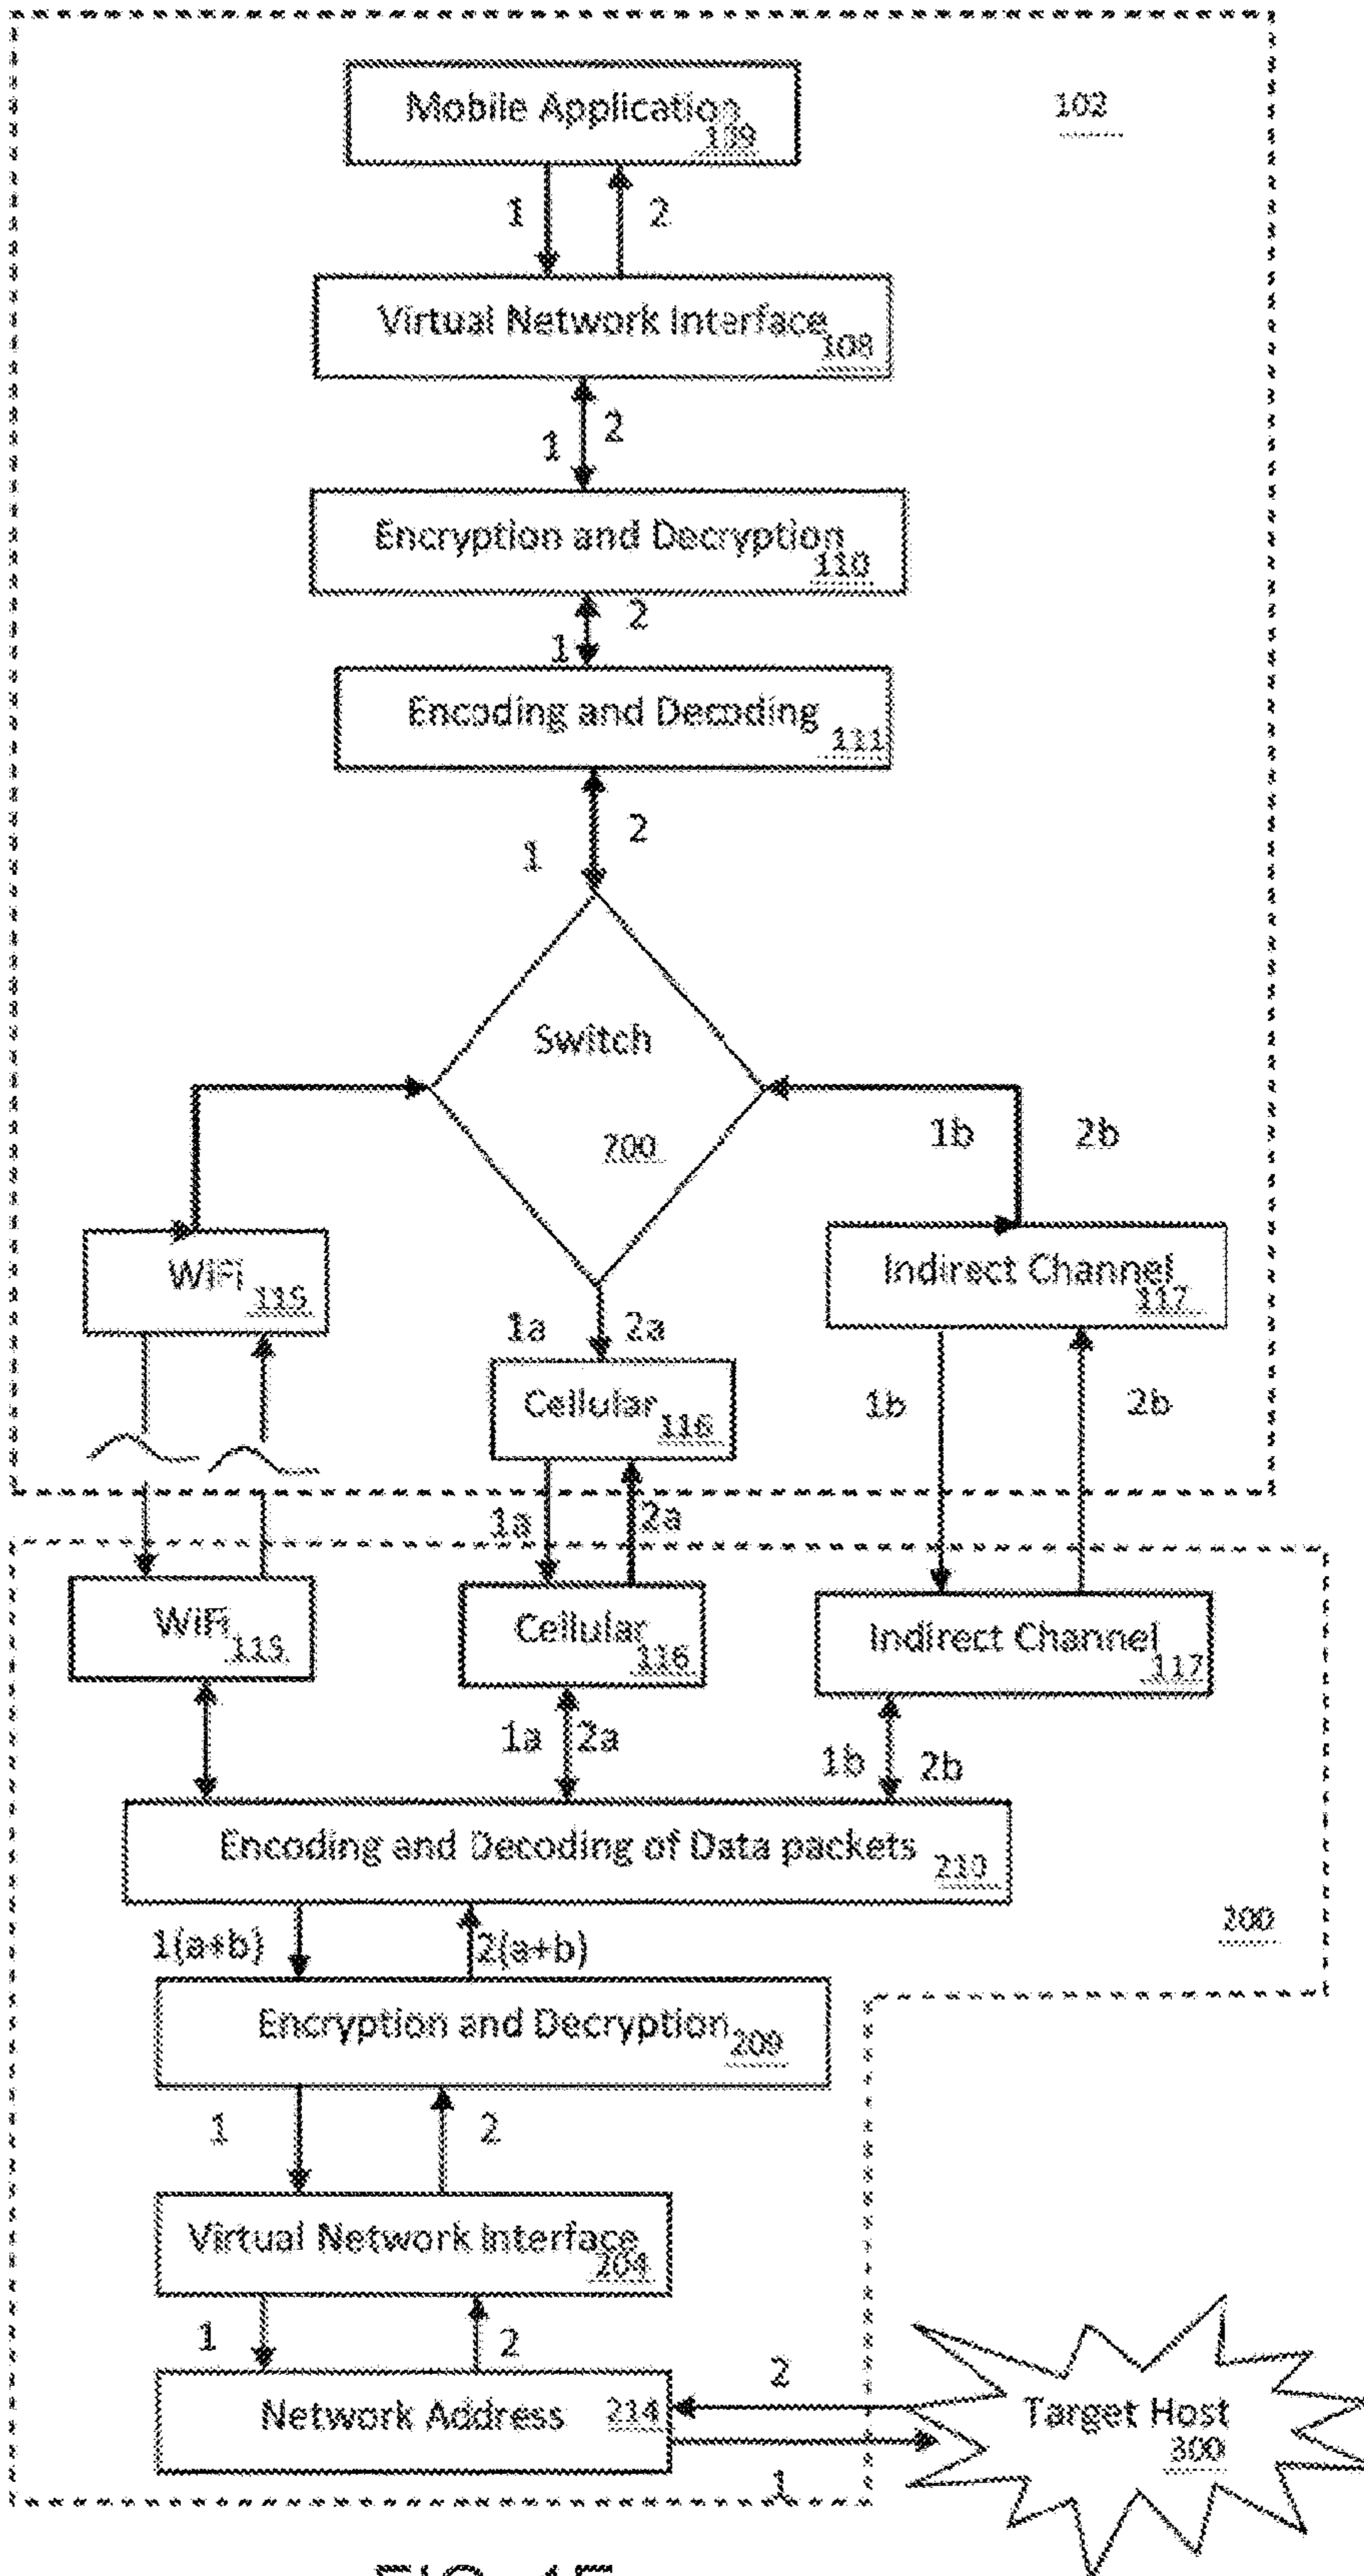 Mobile Application
109
102
1
2
Virtual Network Interface
108
1
2
Encryption and Decryption
110
2
1
Encoding and Decoding
111
2
1
Switch
700
1b
2b
WiFi
115
Indirect Channel
117
1a
2a
Cellular
116
1b
2b
1a
2a
WiFi
115
Cellular
116
Indirect Channel
117
1a
2a
1b
2b
Encoding and Decoding of Data packets
210
200
1(a+b)
2(a+b)
Encryption and Decryption
209
1
2
Virtual Network Interface
204
1
2
Network Address
214
2
1
Target Host
300